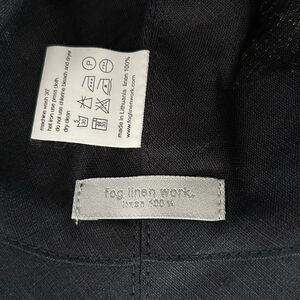 machine wash 30°
hot iron use press cloth
do not use chlorine bleach and dryer
dry clean
P
made in Lithuania linen 100%
www.foglinenwork.com
fog linen work.
linen 100%